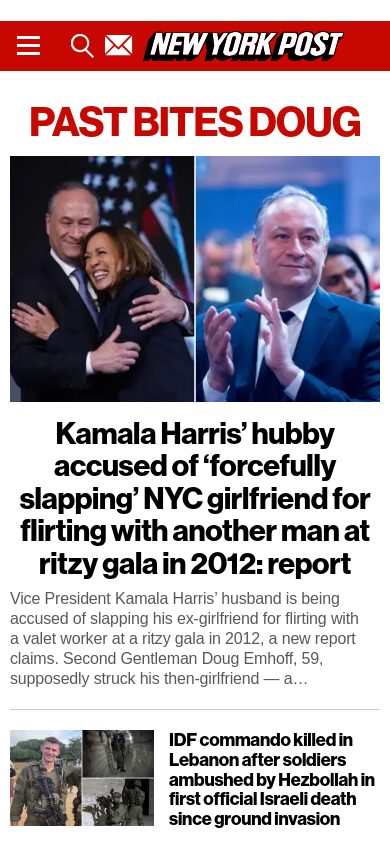 NEW YORK POST
PAST BITES DOUG
Kamala Harris’ hubby
accused of ‘forcefully
slapping’ NYC girlfriend for
flirting with another man at
ritzy gala in 2012: report
Vice President Kamala Harris’ husband is being
accused of slapping his ex-girlfriend for flirting with
a valet worker at a ritzy gala in 2012, a new report
claims. Second Gentleman Doug Emhoff, 59,
supposedly struck his then-girlfriend — a…
IDF commando killed in
Lebanon after soldiers
ambushed by Hezbollah in
first official Israeli death
since ground invasion